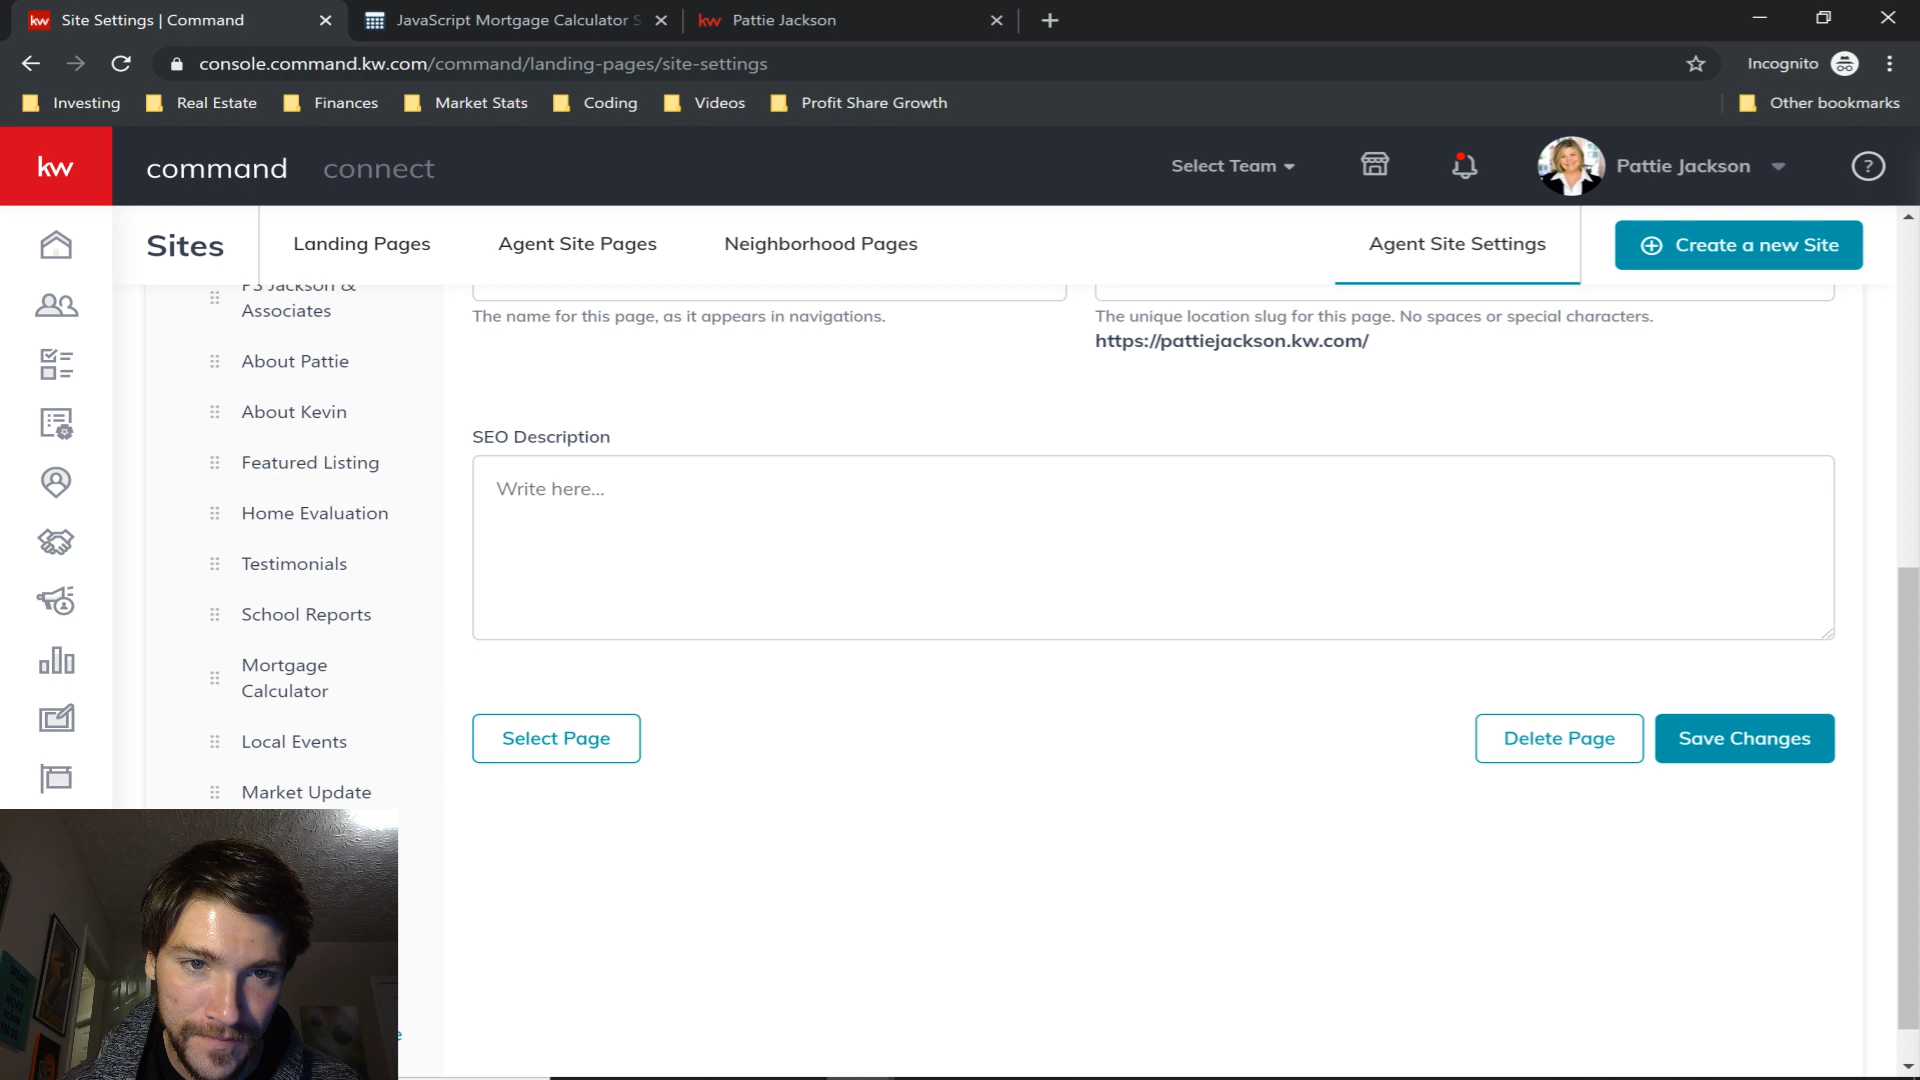 kw Site Settings | Command
JavaScript Mortgage Calculator S
kw Pattie Jackson
console.command.kw.com/command/landing-pages/site-settings
Incognito
Investing
Real Estate
Finances
Market Stats
Coding
Videos
Profit Share Growth
Other bookmarks
kw
command
connect
Select Team
Pattie Jackson
?
Sites
Landing Pages
Agent Site Pages
Neighborhood Pages
Agent Site Settings
Create a new Site
PS Jackson &
Associates
About Pattie
About Kevin
Featured Listing
Home Evaluation
Testimonials
School Reports
Mortgage
Calculator
Local Events
Market Update
The name for this page, as it appears in navigations.
The unique location slug for this page. No spaces or special characters.
https://pattiejackson.kw.com/
SEO Description
Write here...
Select Page
Delete Page
Save Changes